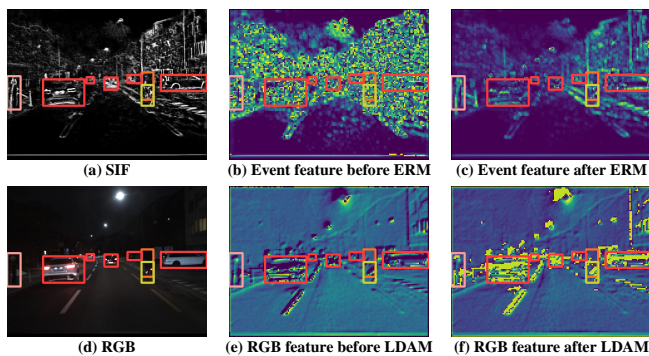 (a) SIF
(b) Event feature before ERM
(c) Event feature after ERM
(d) RGB
(e) RGB feature before LDAM
(f) RGB feature after LDAM